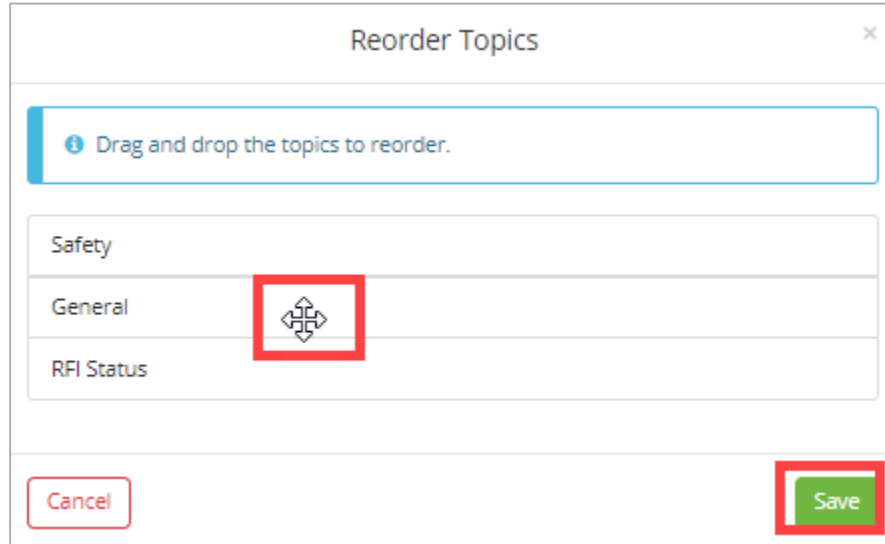 Reorder Topics
×
Drag and drop the topics to reorder.
Safety
General
RFI Status
Cancel
Save